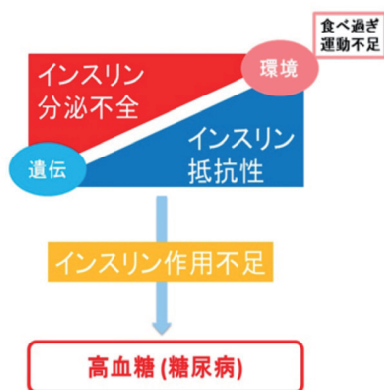 食べ過ぎ
運動不足
環境
インスリン
分泌不全
インスリン
抵抗性
遺伝
インスリン作用不足
高血糖(糖尿病)